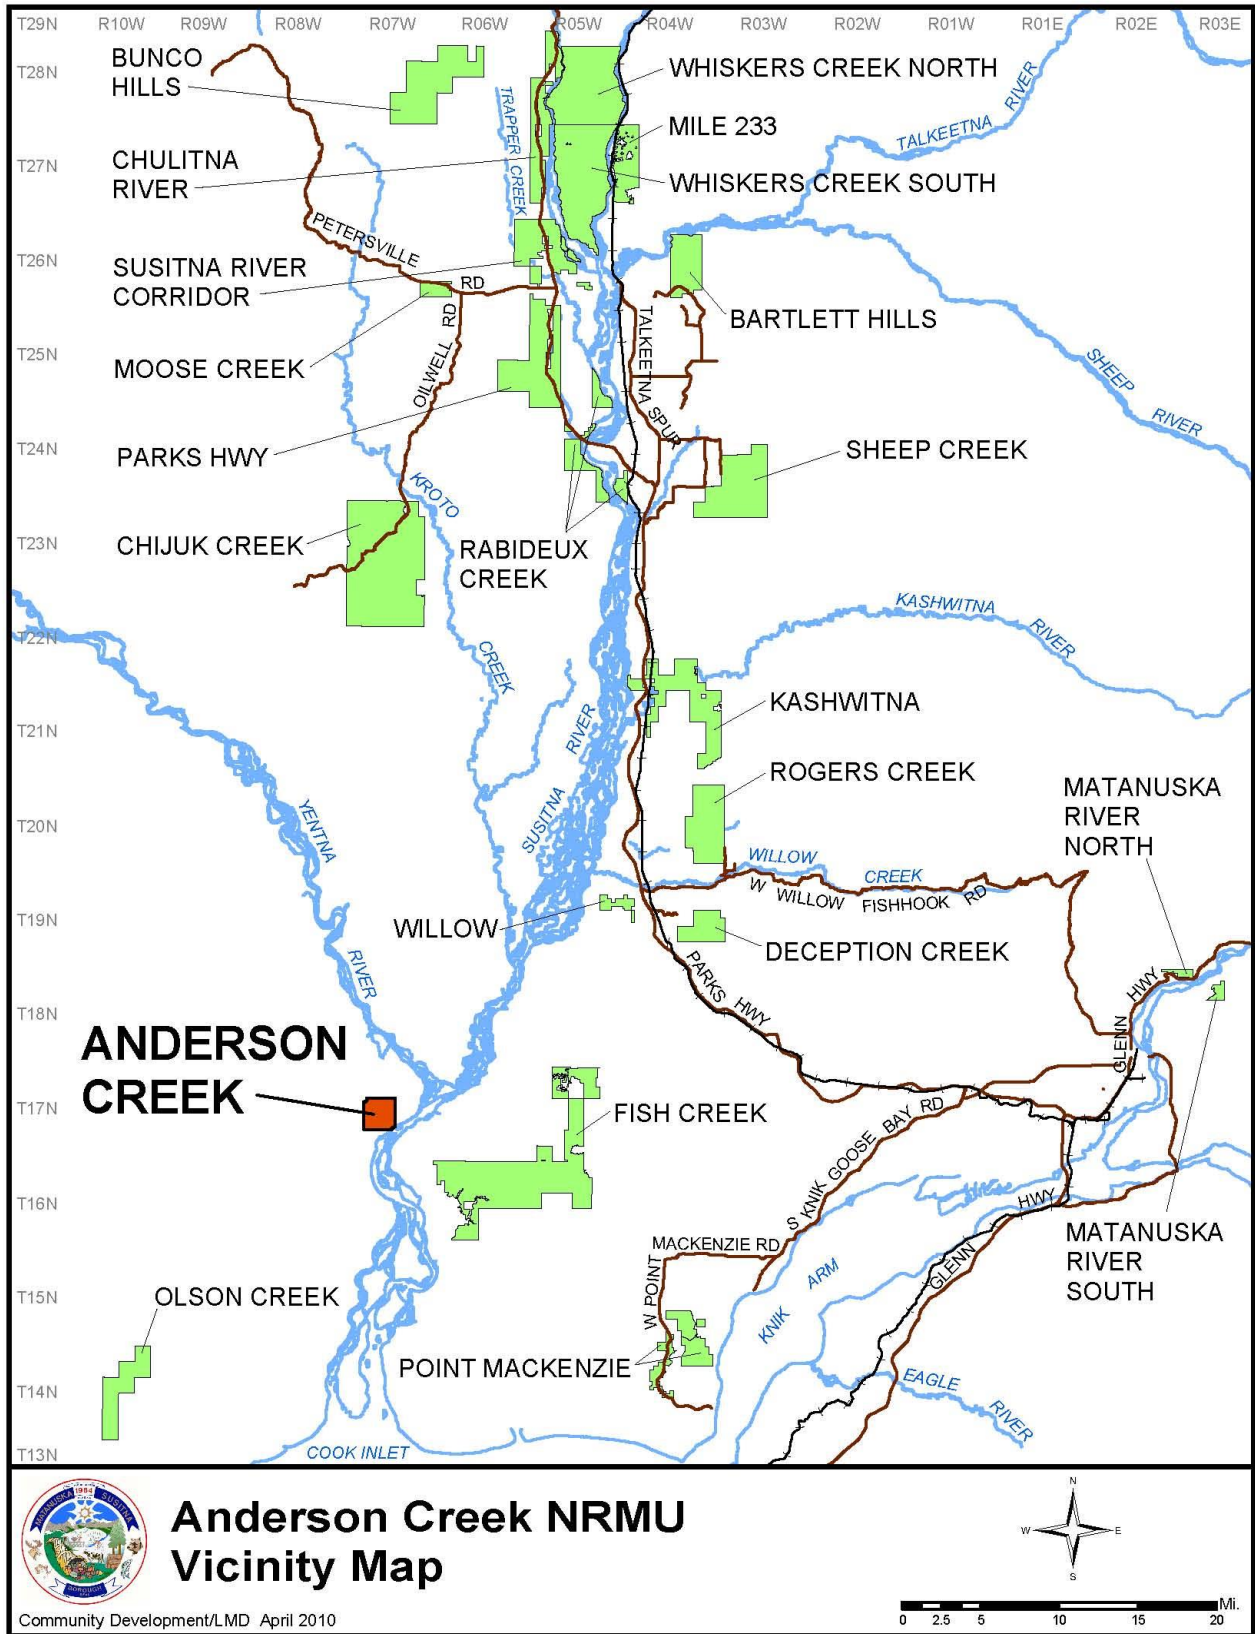 T29N R10W R09W R08W R07W R06W R05W R04W R03W R02W R01W R01E R02E R03E
T28N
T27N
T26N
T25N
T24N
T23N
T22N
T21N
T20N
T19N
T18N
T17N
T16N
T15N
T14N
T13N
BUNCO
HILLS
CHULITNA
RIVER
SUSITNA RIVER
CORRIDOR
MOOSE CREEK
PARKS HWY
CHIJUK CREEK
TRAPPER CREEK
PETERSVILLE
RD
OILWELL RD
WHISKERS CREEK NORTH
MILE 233
WHISKERS CREEK SOUTH
TALKEETNA
RIVER
BARTLETT HILLS
TALKEETNA SPUR
SHEEP
RIVER
SHEEP CREEK
RABIDEUX
CREEK
KROTO
CREEK
KASHWITNA
RIVER
KASHWITNA
ROGERS CREEK
SUSITNA
RIVER
YENTNA
RIVER
MATANUSKA
RIVER
NORTH
WILLOW
CREEK
W WILLOW FISHHOOK RD
WILLOW
DECEPTION CREEK
PARKS HWY
GLENN HWY
ANDERSON
CREEK
FISH CREEK
S KNIK GOOSE BAY RD
MACKENZIE RD
W POINT
GLENN
HWY
KNIK
ARM
MATANUSKA
RIVER
SOUTH
OLSON CREEK
POINT MACKENZIE
EAGLE
RIVER
COOK INLET
MATANUSKA SUSITNA
1964
BOROUGH
Anderson Creek NRMU
Vicinity Map
Community Development/LMD April 2010
N
W E
S
Mi.
0 2.5 5 10 15 20